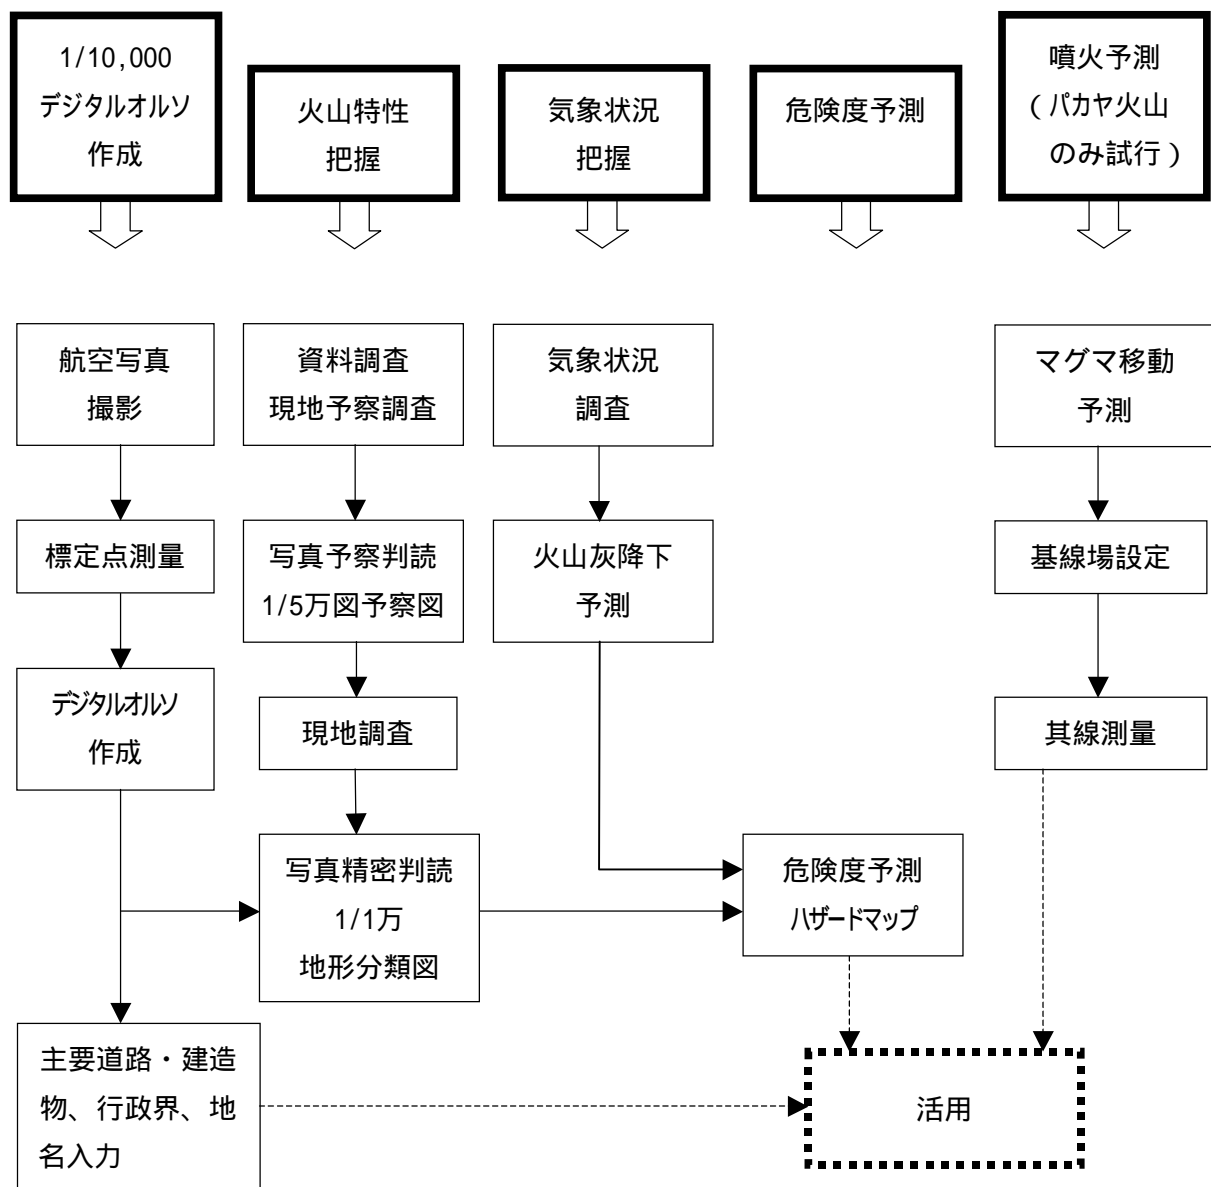 1/10,000
デジタルオルソ
作成
火山特性
把握
気象状況
把握
危険度予測
噴火予測
(パカヤ火山
のみ試行)
航空写真
撮影
資料調査
現地予察調査
気象状況
調査
マグマ移動
予測
標定点測量
写真予察判読
1/5万図予察図
火山灰降下
予測
基線場設定
デジタルオルソ
作成
現地調査
其線測量
写真精密判読
1/1万
地形分類図
危険度予測
ハザードマップ
主要道路・建造
物、行政界、地
名入力
活用